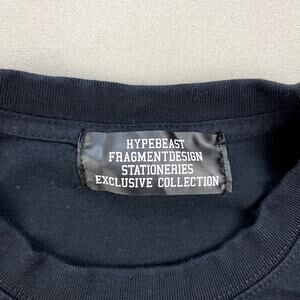 HYPEBEAST
FRAGMENTDESIGN
STATIONERIES
EXCLUSIVE COLLECTION